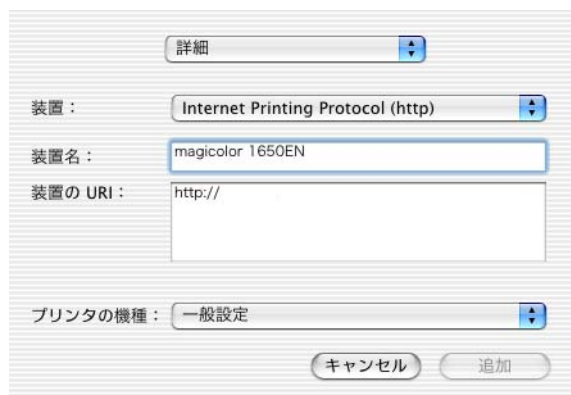 詳細
装置： Internet Printing Protocol (http)
装置名： magicolor 1650EN
装置の URI： http://
プリンタの機種： 一般設定
キャンセル 追加